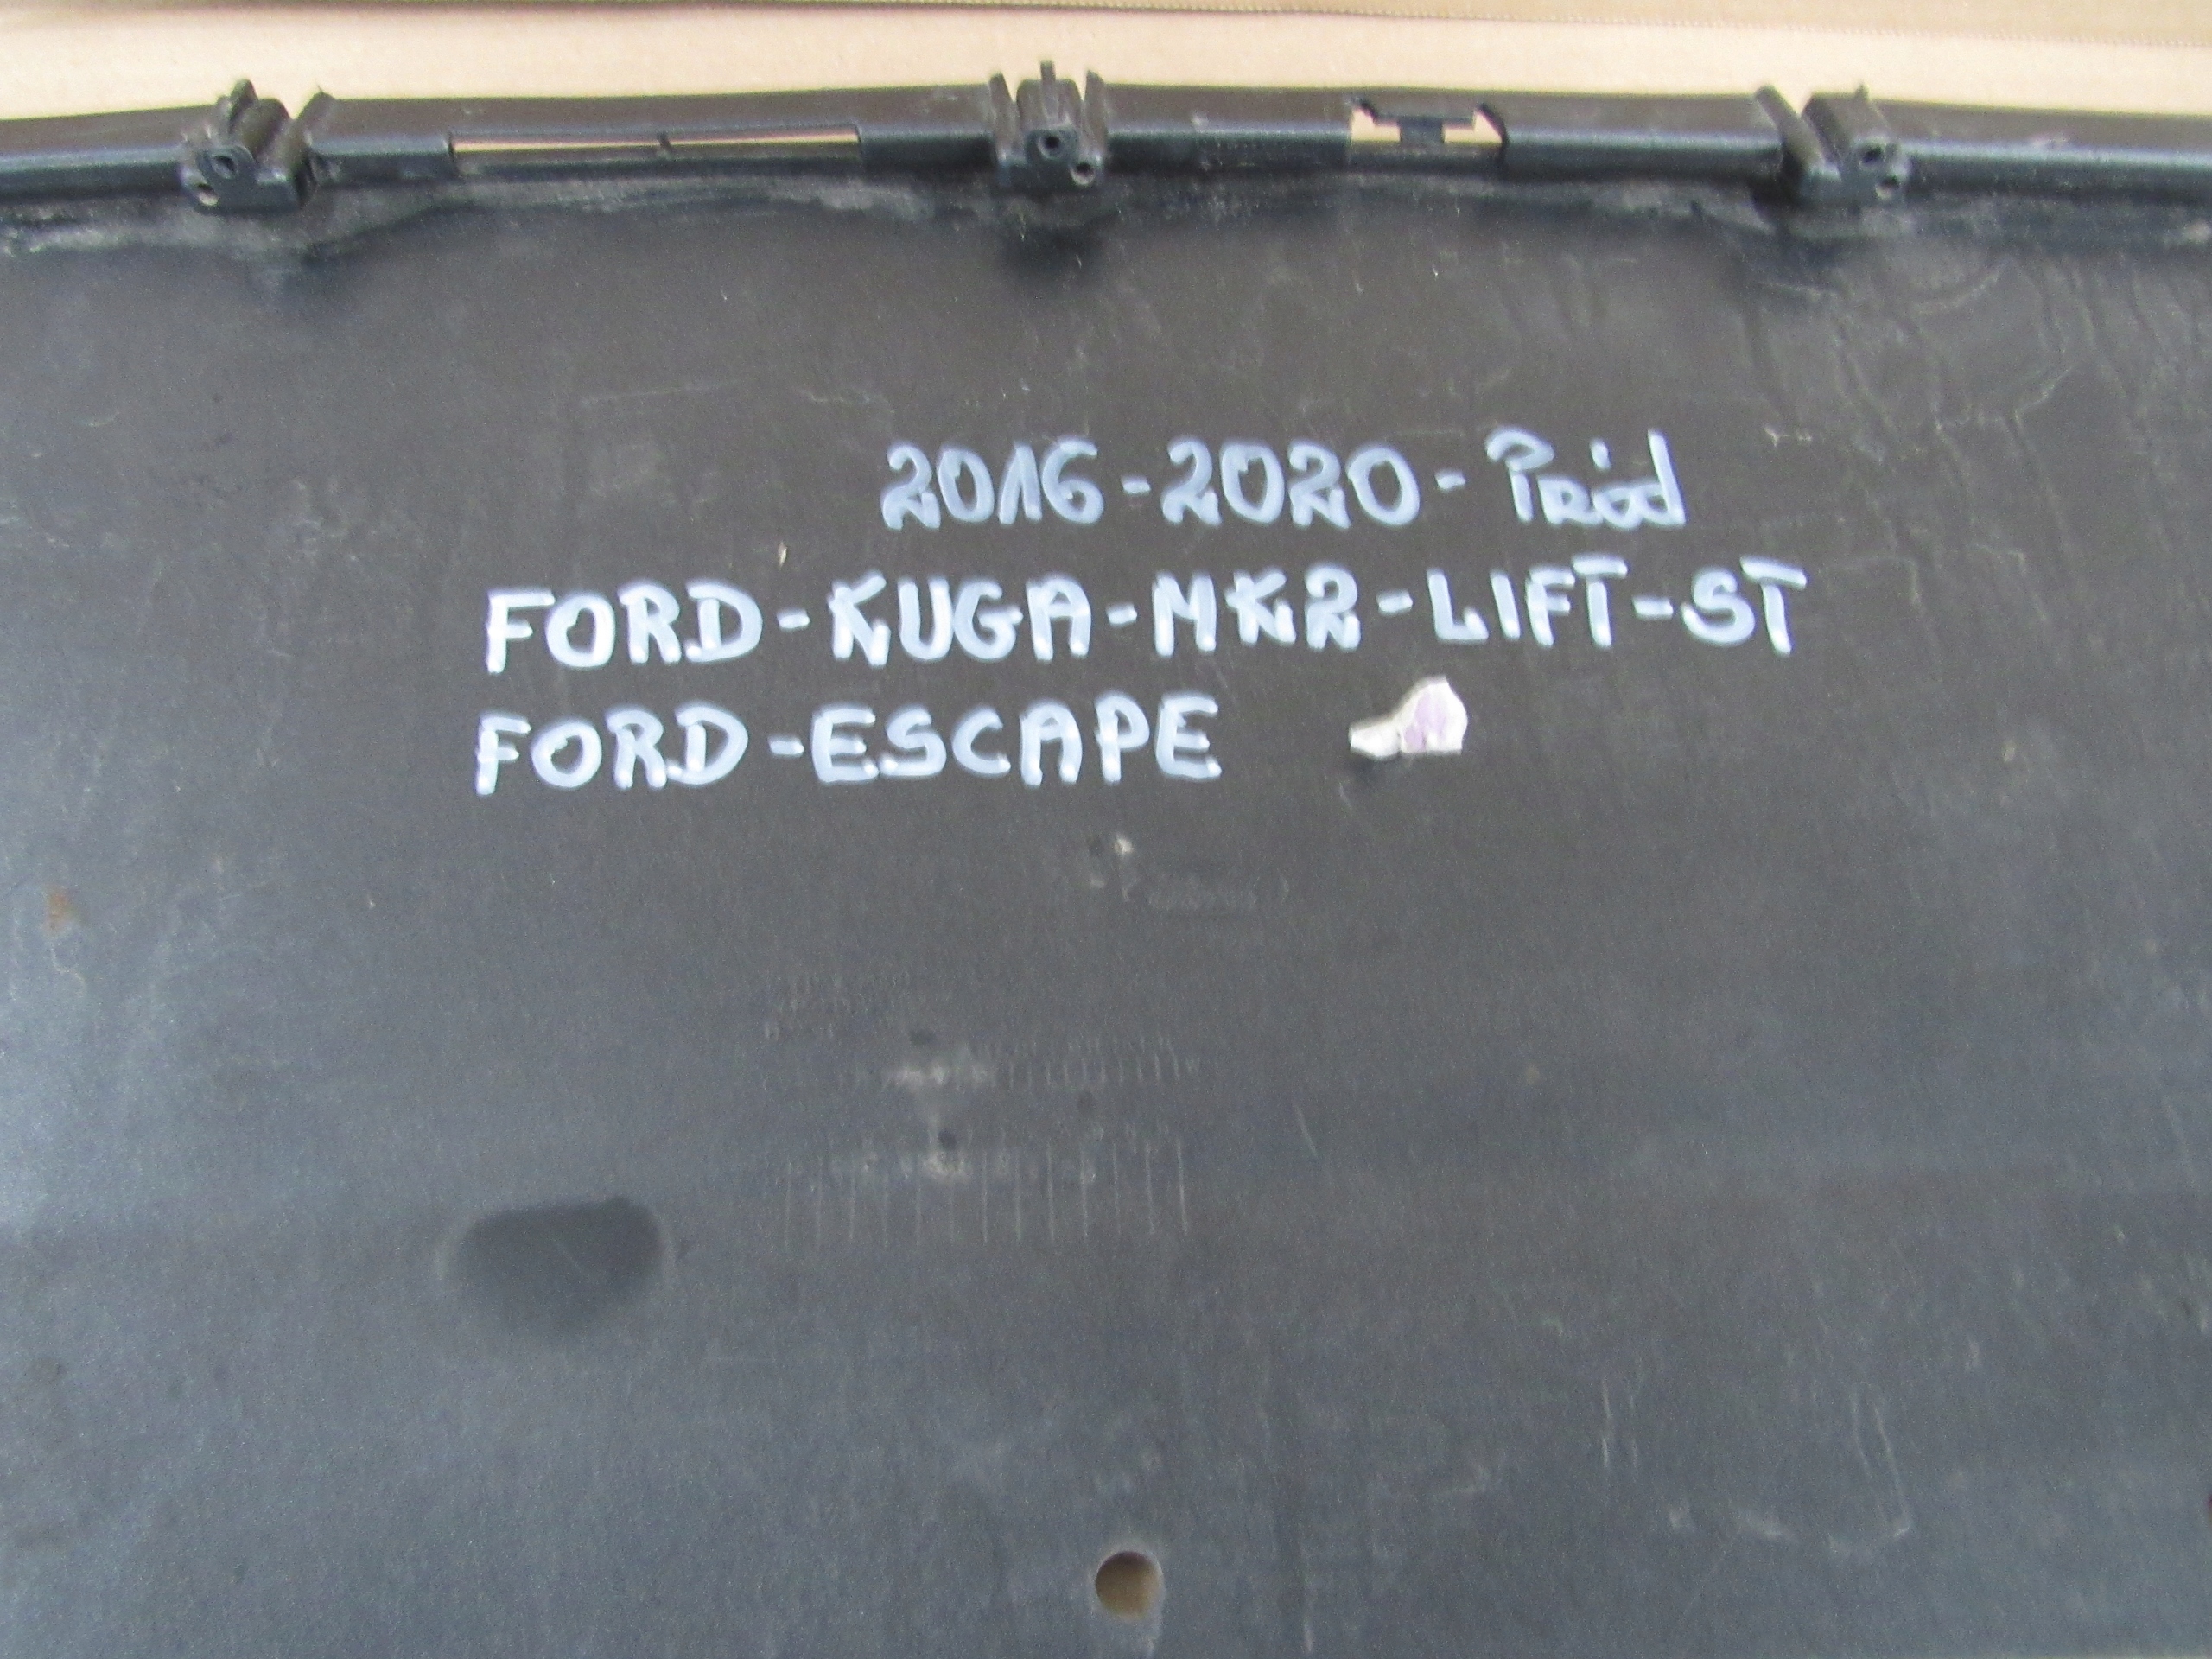 2016-2020-Przód
FORD-KUGA-MK2-LIFT-ST
FORD-ESCAPE